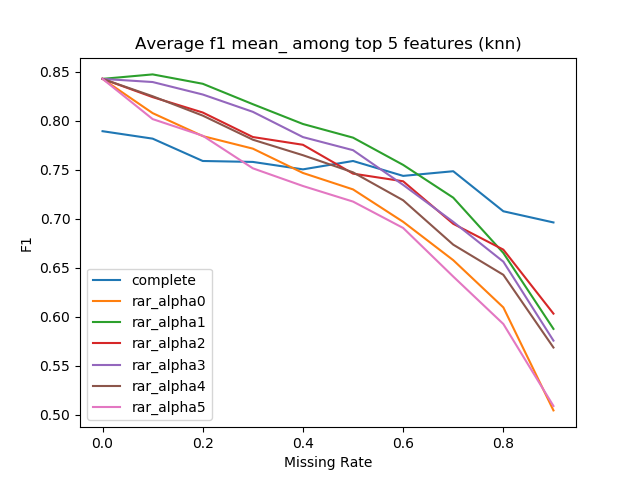 Average f1 mean_ among top 5 features (knn)
0.85
0.80
0.75
0.70
0.65
0.60
0.55
0.50
F1
complete
rar_alpha0
rar_alpha1
rar_alpha2
rar_alpha3
rar_alpha4
rar_alpha5
0.0 0.2 0.4 0.6 0.8
Missing Rate